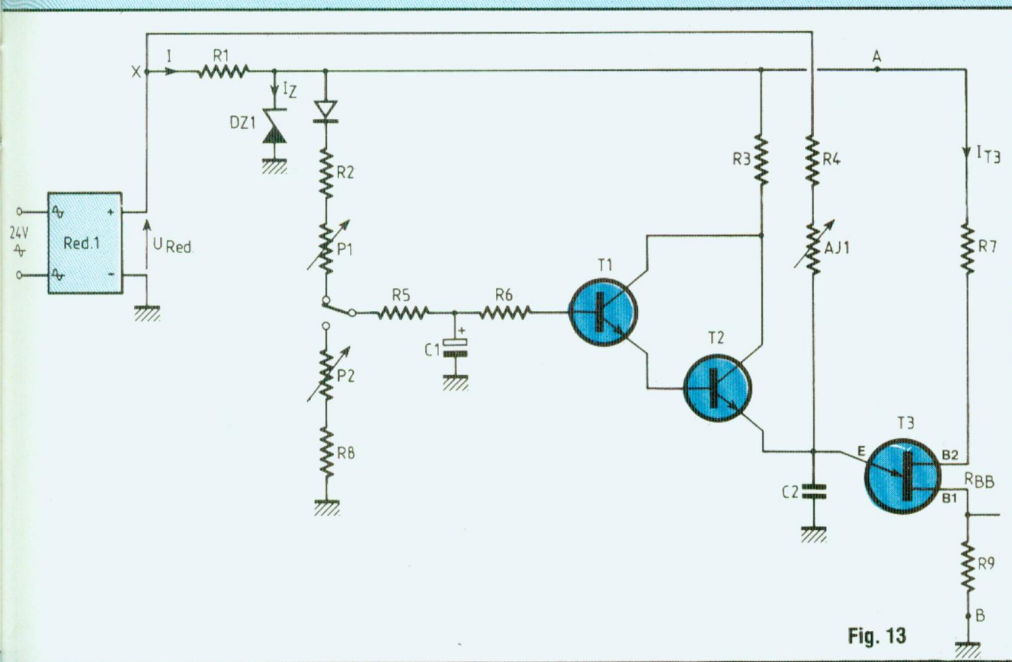 X
I
R1
A
IZ
DZ1
R2
R3
R4
IT3
24V
Red.1
+
-
URed.
P1
AJ1
R7
R5
R6
T1
C1
+
T2
P2
T3
R8
E
B2
RBB
B1
C2
R9
B
Fig. 13